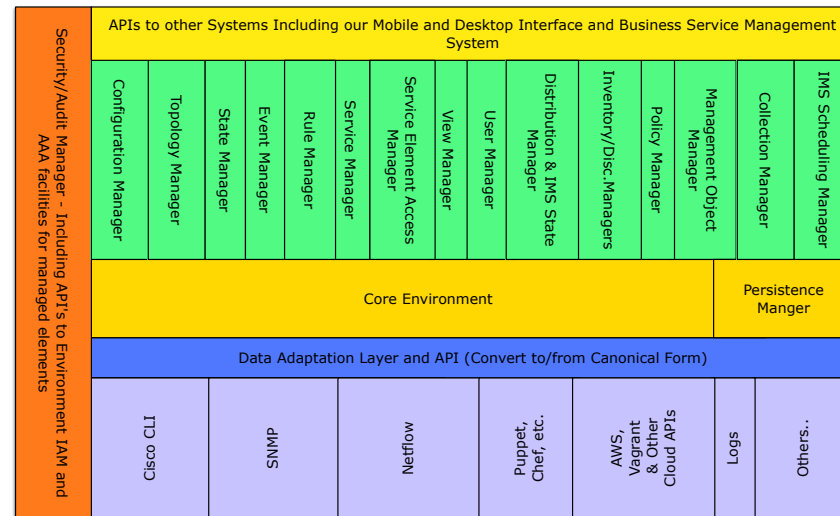 Security/Audit Manager - Including API's to Environment IAM and
AAA facilities for managed elements
APIs to other Systems Including our Mobile and Desktop Interface and Business Service Management
System
Configuration Manager
Topology Manager
State Manager
Event Manager
Rule Manager
Service Manager
Service Element Access
Manager
View Manager
User Manager
Distribution & IMS State
Manager
Inventory/Disc.Managers
Policy Manager
Management Object
Manager
Collection Manager
IMS Scheduling Manager
Core Environment
Persistence
Manger
Data Adaptation Layer and API (Convert to/from Canonical Form)
Cisco CLI
SNMP
Netflow
Puppet,
Chef, etc.
AWS,
Vagrant
& Other
Cloud APIs
Logs
Others..